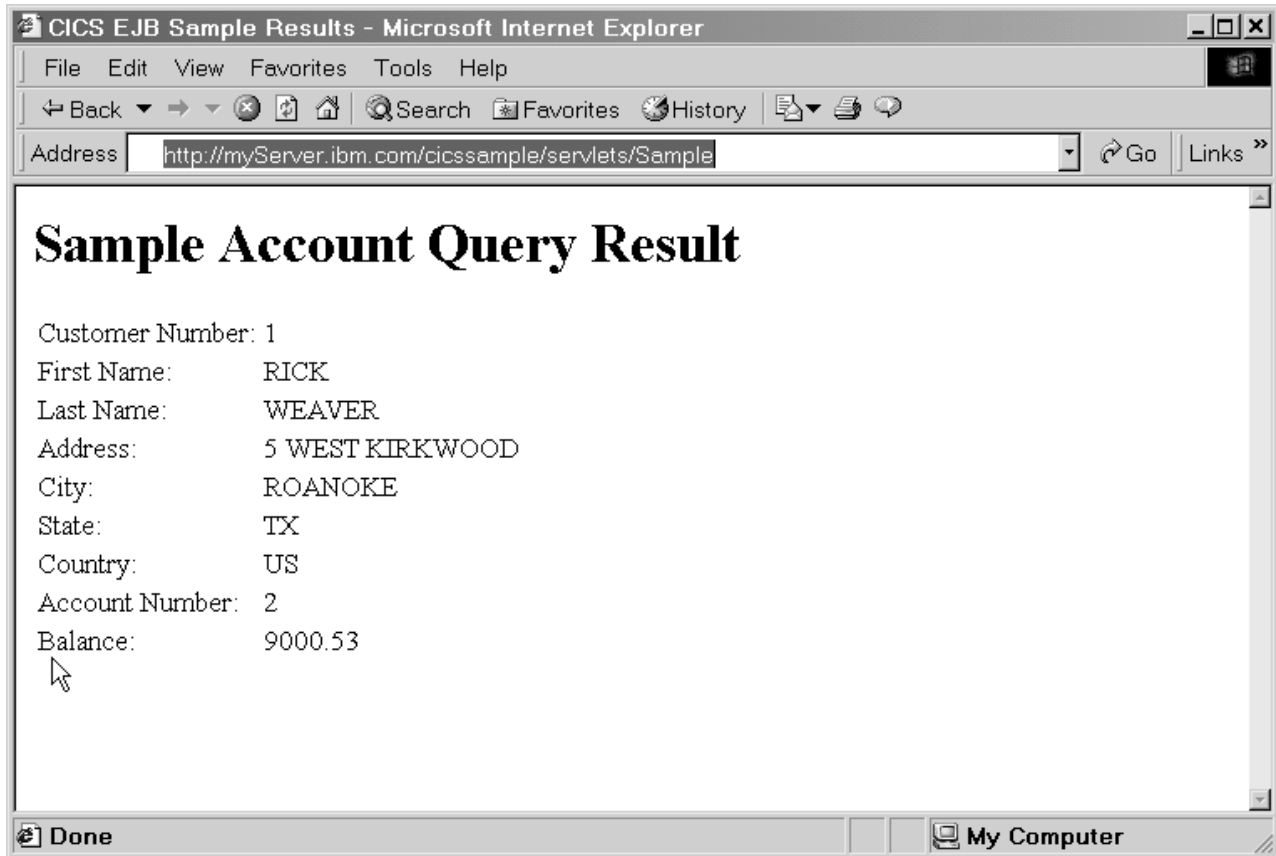 CICS EJB Sample Results - Microsoft Internet Explorer
File Edit View Favorites Tools Help
Back Search Favorites History
Address http://myServer.ibm.com/cicssample/servlets/Sample Go Links »
Sample Account Query Result
Customer Number: 1
First Name: RICK
Last Name: WEAVER
Address: 5 WEST KIRKWOOD
City: ROANOKE
State: TX
Country: US
Account Number: 2
Balance: 9000.53
Done My Computer